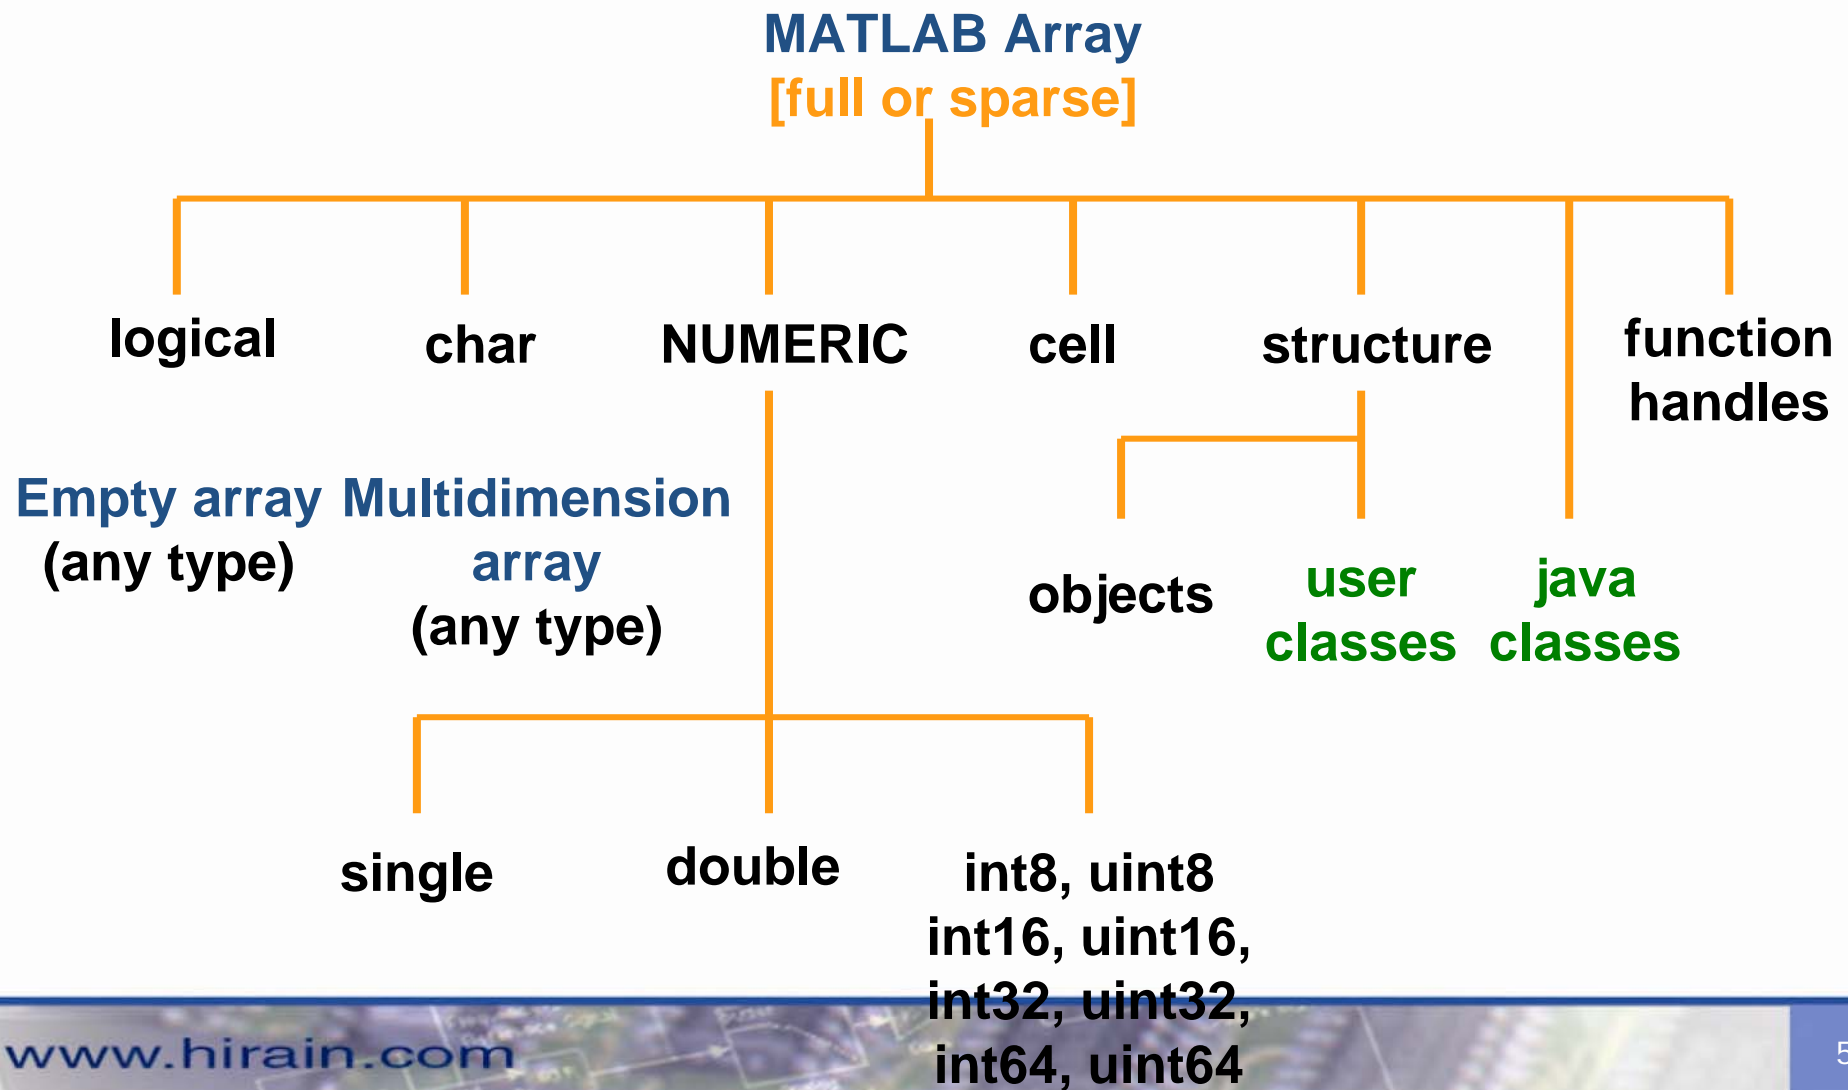 MATLAB Array
[full or sparse]
logical
char
NUMERIC
cell
structure
function
handles
Empty array
(any type)
Multidimension
array
(any type)
objects
user
classes
java
classes
single
double
int8, uint8
int16, uint16,
int32, uint32,
int64, uint64
www.hirain.com
5